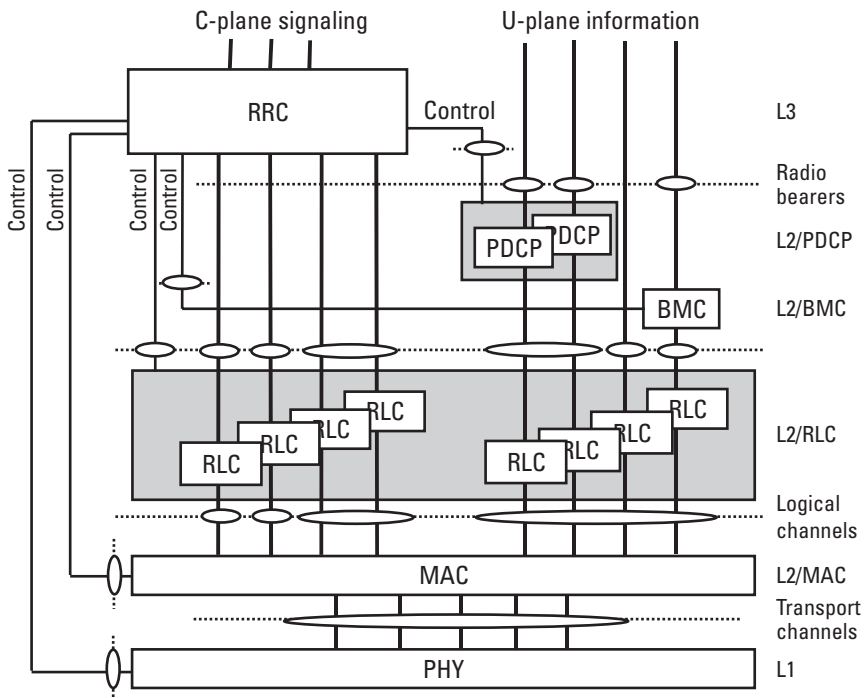 C-plane signaling
U-plane information
RRC
Control
L3
Control
Control
Control
Control
Radio
bearers
PDCP
PDCP
L2/PDCP
BMC
L2/BMC
RLC
RLC
RLC
RLC
RLC
RLC
RLC
RLC
L2/RLC
Logical
channels
MAC
L2/MAC
Transport
channels
PHY
L1